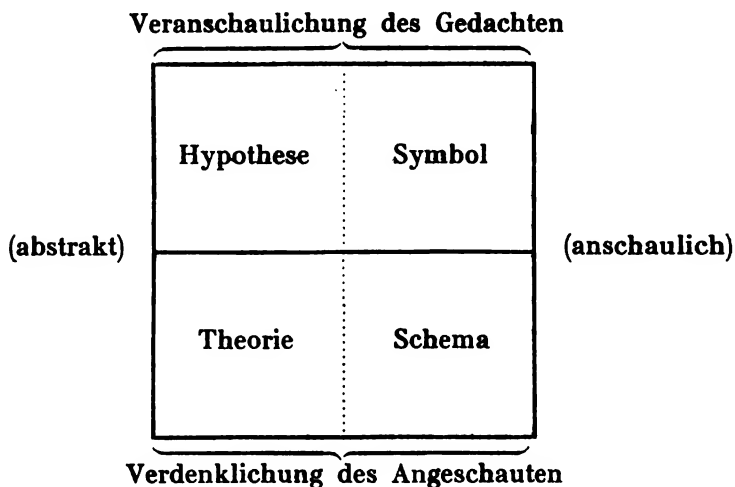 Veranschaulichung des Gedachten
Hypothese Symbol
(abstrakt) (anschaulich)
Theorie Schema
Verdenklichung des Angeschauten